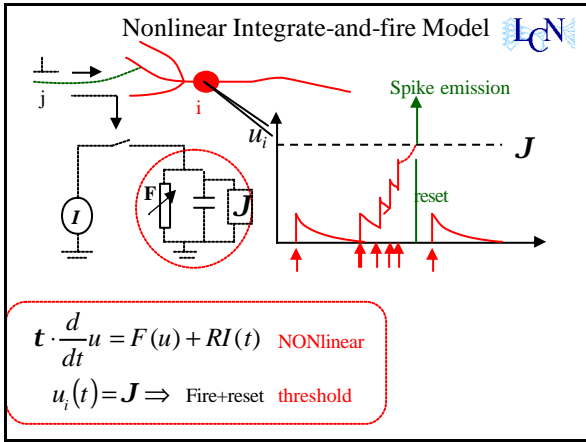 Nonlinear Integrate-and-fire Model
LCN
j
i
Spike emission
u_i
J
F
J
I
reset
t · d/dt u = F(u) + RI(t) NONlinear
u_i(t) = J ⇒ Fire+reset threshold